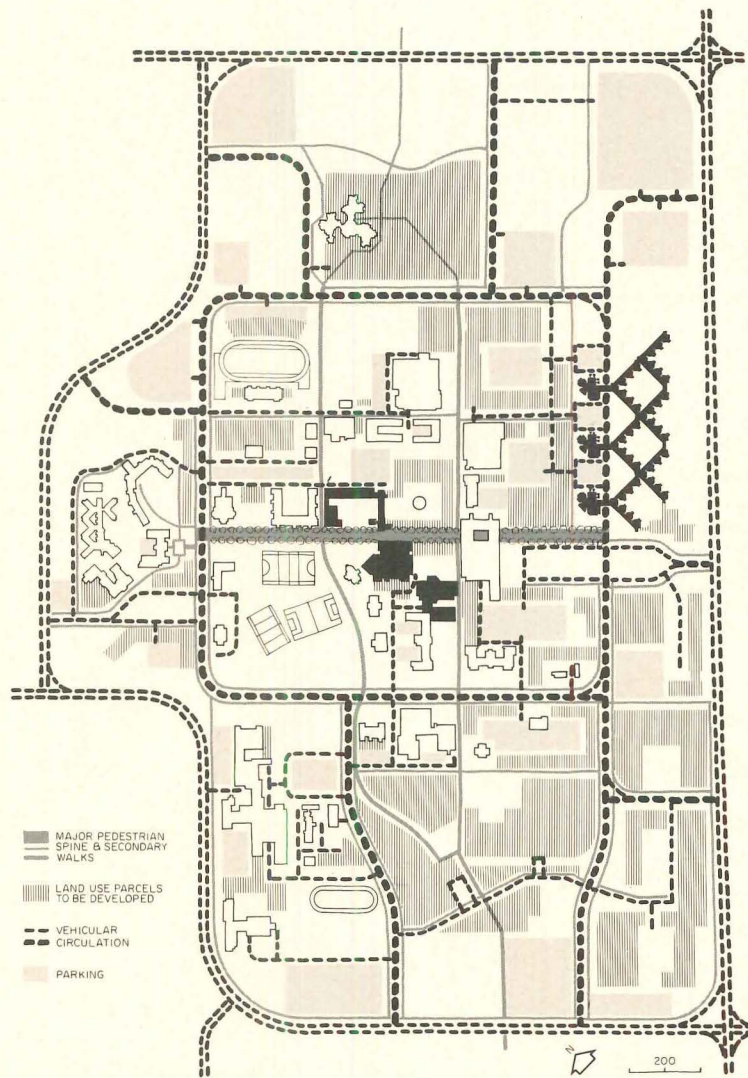 MAJOR PEDESTRIAN
SPINE & SECONDARY
WALKS
LAND USE PARCELS
TO BE DEVELOPED
VEHICULAR
CIRCULATION
PARKING
N
200